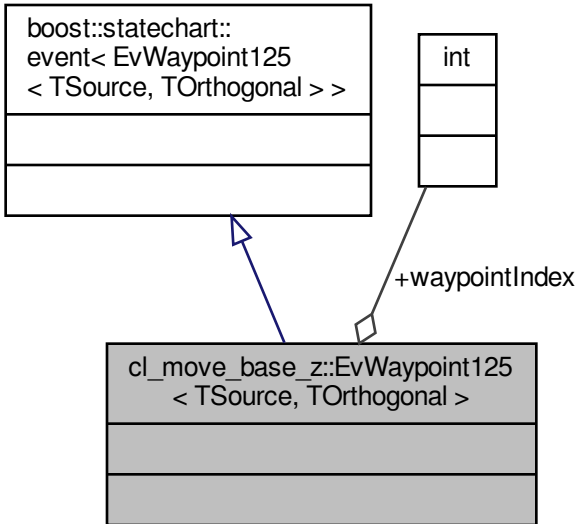 boost::statechart::
event< EvWaypoint125
< TSource, TOrthogonal > >
int
+waypointIndex
cl_move_base_z::EvWaypoint125
< TSource, TOrthogonal >